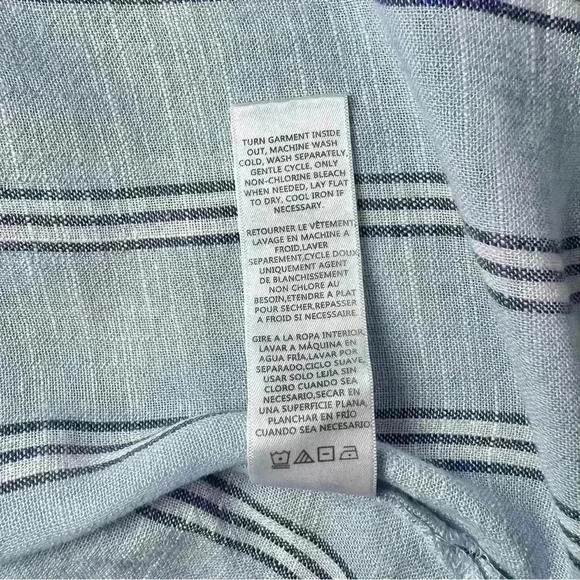 TURN GARMENT INSIDE
OUT, MACHINE WASH
COLD, WASH SEPARATELY,
GENTLE CYCLE, ONLY
NON-CHLORINE BLEACH
WHEN NEEDED, LAY FLAT
TO DRY, COOL IRON IF
NECESSARY.
RETOURNER LE VÊTEMENT,
LAVAGE EN MACHINE A
FROID,LAVER
SEPAREMENT,CYCLE DOUX,
UNIQUEMENT AGENT
DE BLANCHISSEMENT
NON CHLORE AU
BESOIN,ETENDRE A PLAT
POUR SECHER,REPASSER
A FROID SI NECESSAIRE
GIRE A LA ROPA INTERIOR,
LAVAR A MÁQUINA EN
AGUA FRÍA,LAVAR POR
SEPARADO,CICLO SUAVE,
USAR SOLO LEJÍA SIN
CLORO CUANDO SEA
NECESARIO,SECAR EN
UNA SUPERFICIE PLANA,
PLANCHAR EN FRÍO
CUANDO SEA NECESARIO.